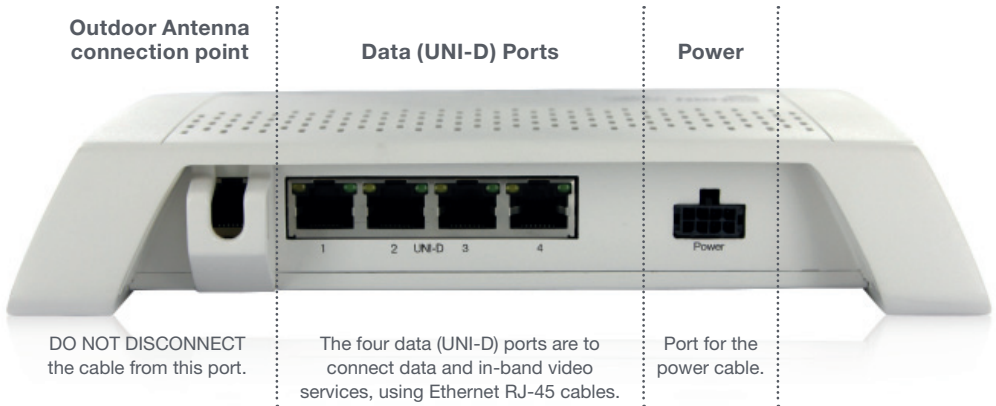 Outdoor Antenna
connection point
Data (UNI-D) Ports
Power
1
2
UNI-D
3
4
Power
DO NOT DISCONNECT
the cable from this port.
The four data (UNI-D) ports are to
connect data and in-band video
services, using Ethernet RJ-45 cables.
Port for the
power cable.